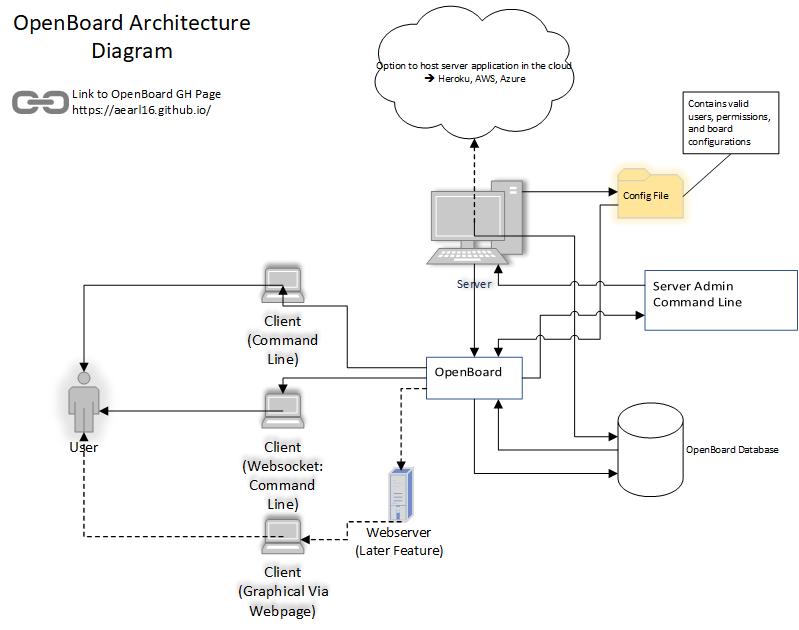 OpenBoard Architecture
Diagram
Link to OpenBoard GH Page
https://aearl16.github.io/
Option to host server application in the cloud
→ Heroku, AWS, Azure
Contains valid
users, permissions,
and board
configurations
Config File
Server
Server Admin
Command Line
Client
(Command
Line)
OpenBoard
User
Client
(Websocket:
Command
Line)
OpenBoard Database
Webserver
(Later Feature)
Client
(Graphical Via
Webpage)